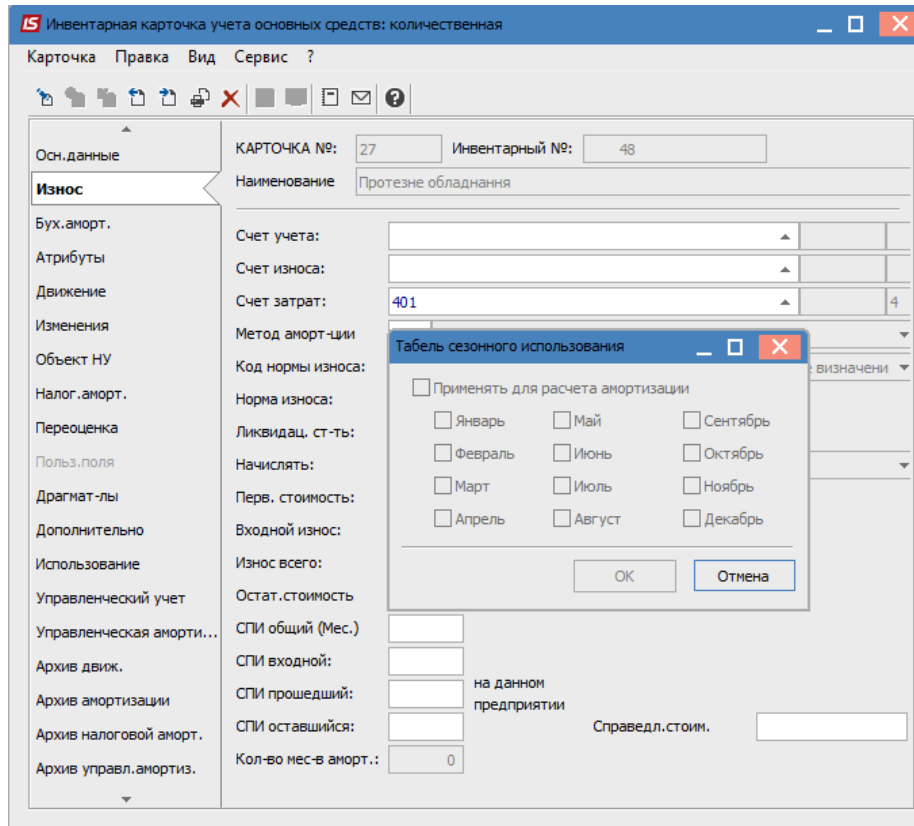 IS Инвентарная карточка учета основных средств: количественная
Карточка Правка Вид Сервис ?
Осн.данные
Износ
Бух.аморт.
Атрибуты
Движение
Изменения
Объект НУ
Налог.аморт.
Переоценка
Польз.поля
Драгмат-лы
Дополнительно
Использование
Управленческий учет
Управленческая аморти...
Архив движ.
Архив амортизации
Архив налоговой аморт.
Архив управл.амортиз.
КАРТОЧКА №: 27 Инвентарный №: 48
Наименование Протезне обладнання
Счет учета:
Счет износа:
Счет затрат: 401 4
Метод аморт-ции
Код нормы износа: визначени
Норма износа:
Ликвидац. ст-ть:
Начислять:
Перв. стоимость:
Входной износ:
Износ всего:
Остат.стоимость
СПИ общий (Мес.)
СПИ входной:
СПИ прошедший: на данном
предприятии
СПИ оставшийся: Справедл.стоим.
Кол-во мес-в аморт.: 0
Табель сезонного использования
Применять для расчета амортизации
Январь Май Сентябрь
Февраль Июнь Октябрь
Март Июль Ноябрь
Апрель Август Декабрь
OK Отмена